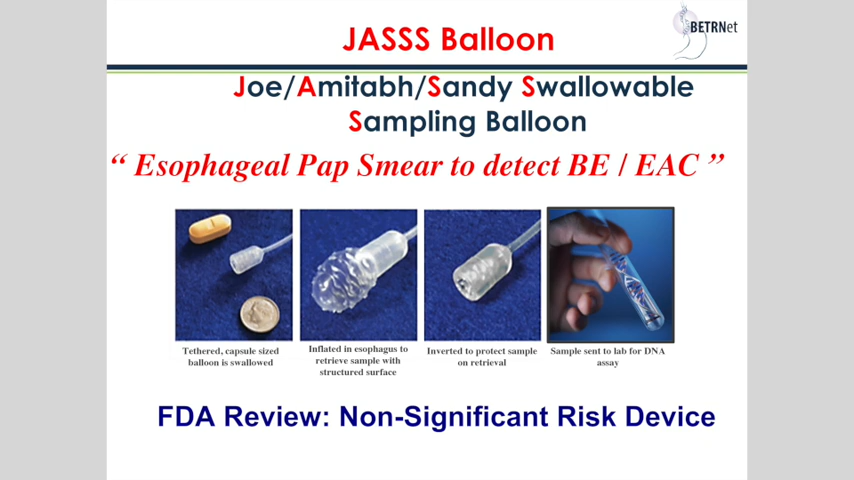 JASSS Balloon
BETRNet
Joe/Amitabh/Sandy Swallowable
Sampling Balloon
“ Esophageal Pap Smear to detect BE / EAC ”
Tethered, capsule sized
balloon is swallowed
Inflated in esophagus to
retrieve sample with
structured surface
Inverted to protect sample
on retrieval
Sample sent to lab for DNA
assay
FDA Review: Non-Significant Risk Device